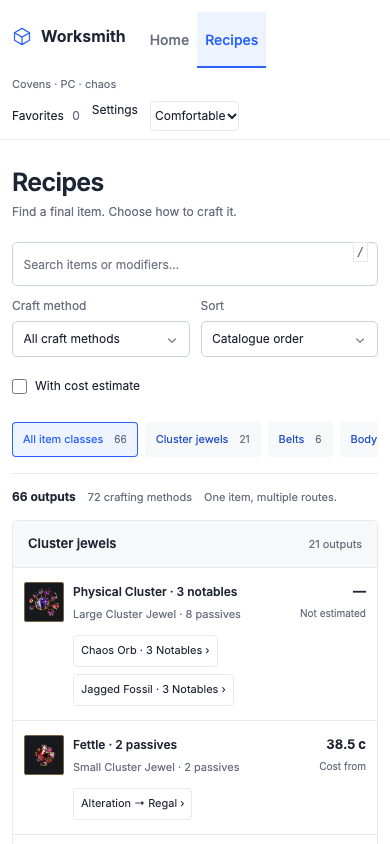 Worksmith
Home
Recipes
Covens · PC · chaos
Favorites 0
Settings
Comfortable
Recipes
Find a final item. Choose how to craft it.
Search items or modifiers...
/
Craft method
Sort
All craft methods
Catalogue order
With cost estimate
All item classes 66
Cluster jewels 21
Belts 6
Body
66 outputs 72 crafting methods One item, multiple routes.
Cluster jewels
21 outputs
Physical Cluster · 3 notables
—
Large Cluster Jewel · 8 passives
Not estimated
Chaos Orb · 3 Notables ›
Jagged Fossil · 3 Notables ›
Fettle · 2 passives
38.5 c
Small Cluster Jewel · 2 passives
Cost from
Alteration → Regal ›